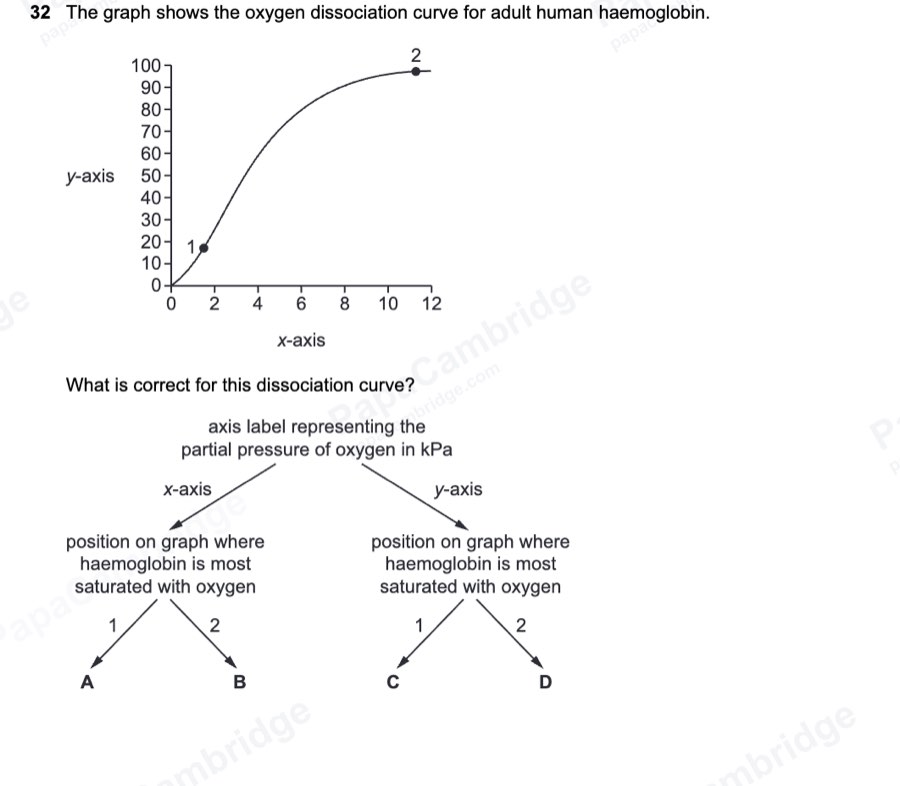 32 The graph shows the oxygen dissociation curve for adult human haemoglobin.
2
100
90
80
70
60
y-axis 50
40
30
20 1
10
0
0 2 4 6 8 10 12
x-axis
What is correct for this dissociation curve?
axis label representing the
partial pressure of oxygen in kPa
x-axis y-axis
position on graph where position on graph where
haemoglobin is most haemoglobin is most
saturated with oxygen saturated with oxygen
1 2 1 2
A B C D
PapaCambridge